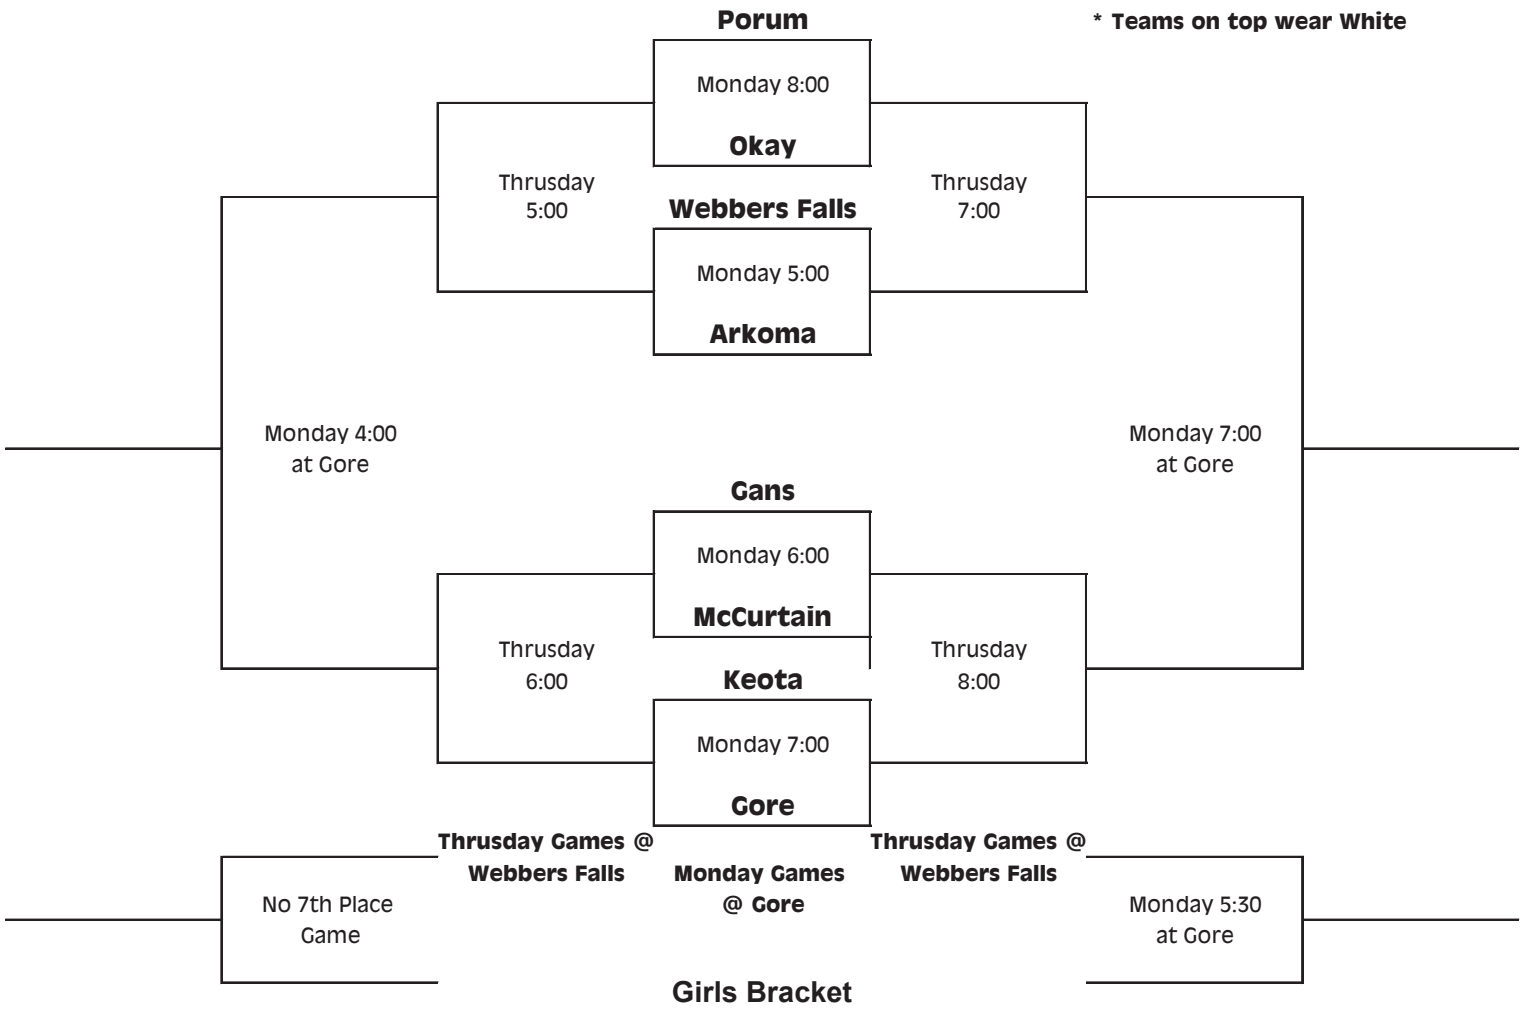 Porum
* Teams on top wear White
Monday 8:00
Okay
Thrusday
5:00
Thrusday
7:00
Webbers Falls
Monday 5:00
Arkoma
Monday 4:00
at Gore
Monday 7:00
at Gore
Gans
Monday 6:00
McCurtain
Thrusday
6:00
Thrusday
8:00
Keota
Monday 7:00
Gore
Thrusday Games @
Webbers Falls
Monday Games
@ Gore
Thrusday Games @
Webbers Falls
No 7th Place
Game
Monday 5:30
at Gore
Girls Bracket